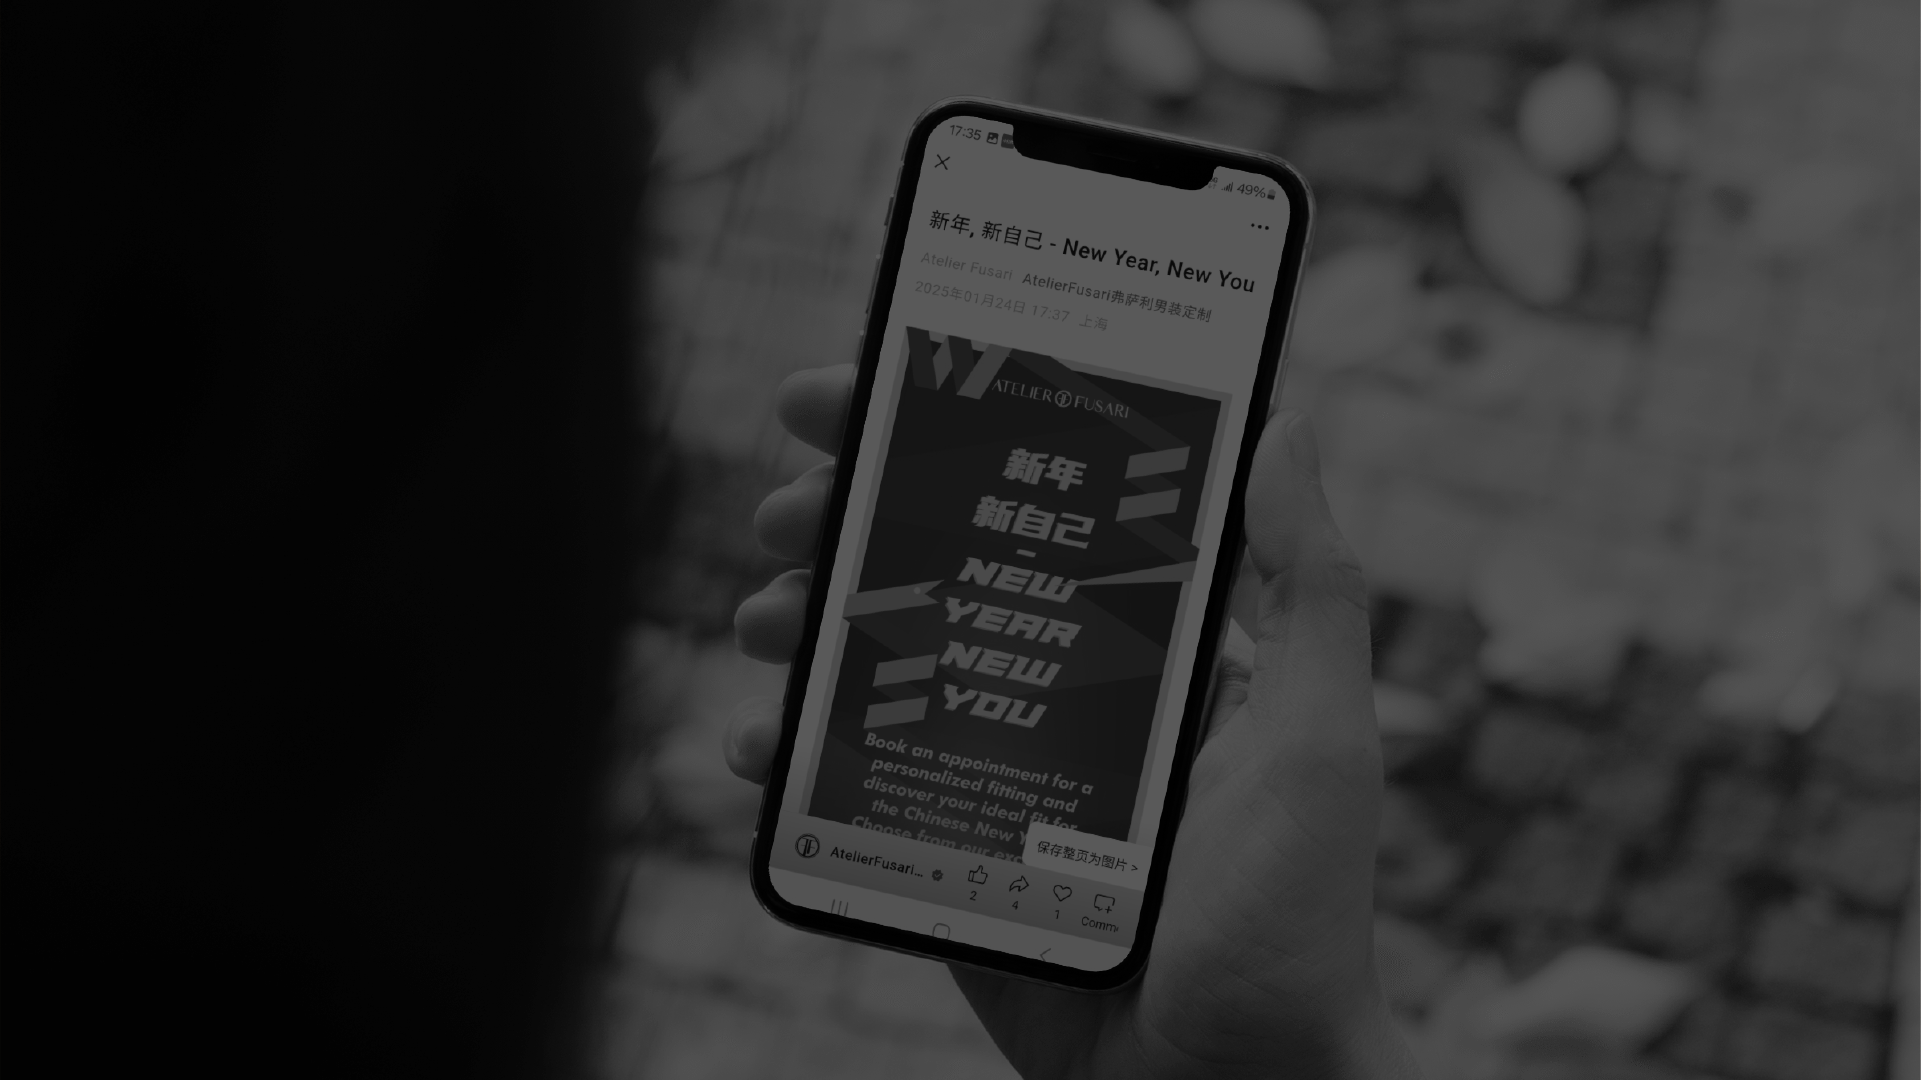 17:35
49%
新年, 新自己 - New Year, New You
Atelier Fusari AtelierFusari弗萨利男装定制
2025年01月24日 17:37 上海
ATELIER FUSARI
新年
新自己
-
NEW
YEAR
NEW
YOU
Book an appointment for a
personalized fitting and
discover your ideal fit for
the Chinese New
Choose from our
保存整页为图片 >
AtelierFusari...
2
4
1
Comm